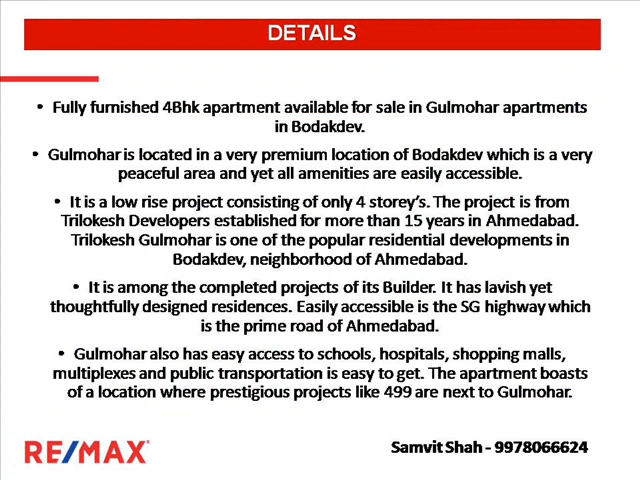 DETAILS
• Fully furnished 4Bhk apartment available for sale in Gulmohar apartments
in Bodakdev.
• Gulmohar is located in a very premium location of Bodakdev which is a very
peaceful area and yet all amenities are easily accessible.
• It is a low rise project consisting of only 4 storey's. The project is from
Trilokesh Developers established for more than 15 years in Ahmedabad.
Trilokesh Gulmohar is one of the popular residential developments in
Bodakdev, neighborhood of Ahmedabad.
• It is among the completed projects of its Builder. It has lavish yet
thoughtfully designed residences. Easily accessible is the SG highway which
is the prime road of Ahmedabad.
• Gulmohar also has easy access to schools, hospitals, shopping malls,
multiplexes and public transportation is easy to get. The apartment boasts
of a location where prestigious projects like 499 are next to Gulmohar.
RE/MAX
Samvit Shah - 9978066624